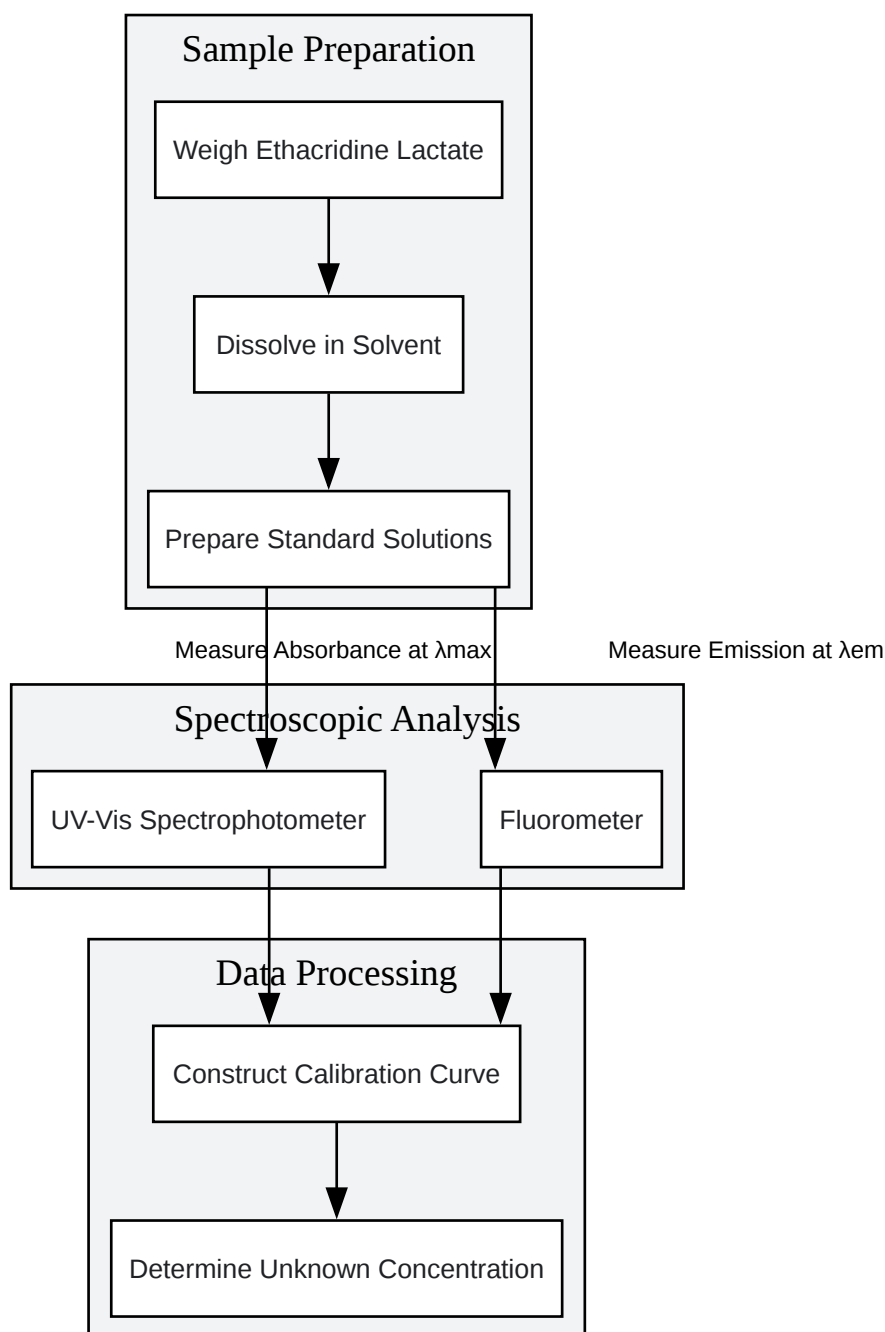 Sample Preparation
Weigh Ethacridine Lactate
Dissolve in Solvent
Prepare Standard Solutions
Measure Absorbance at λmax
Measure Emission at λem
Spectroscopic Analysis
UV-Vis Spectrophotometer
Fluorometer
Data Processing
Construct Calibration Curve
Determine Unknown Concentration